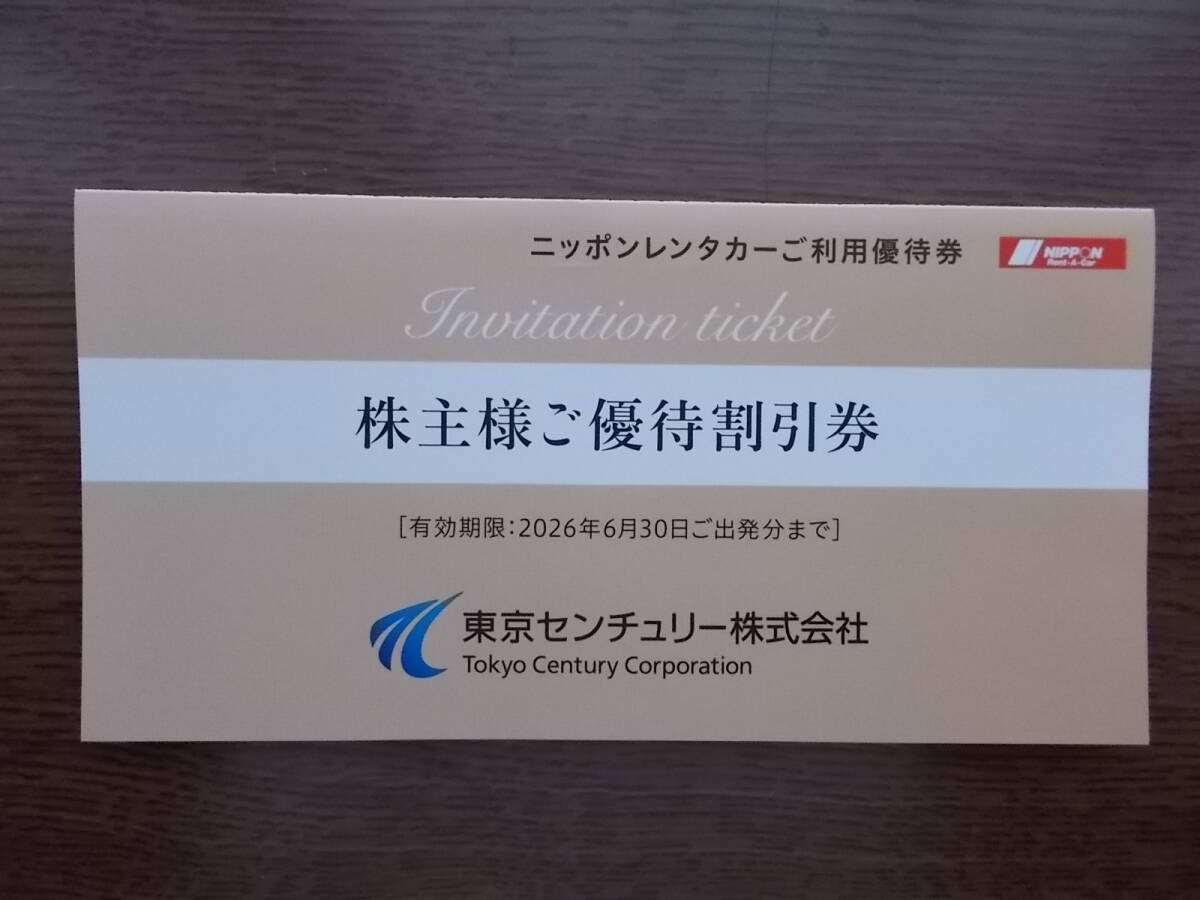 ニッポンレンタカーご利用優待券
NIPPON
Rent-A-Car
Invitation ticket
株主様ご優待割引券
[有効期限：2026年6月30日ご出発分まで]
東京センチュリー株式会社
Tokyo Century Corporation